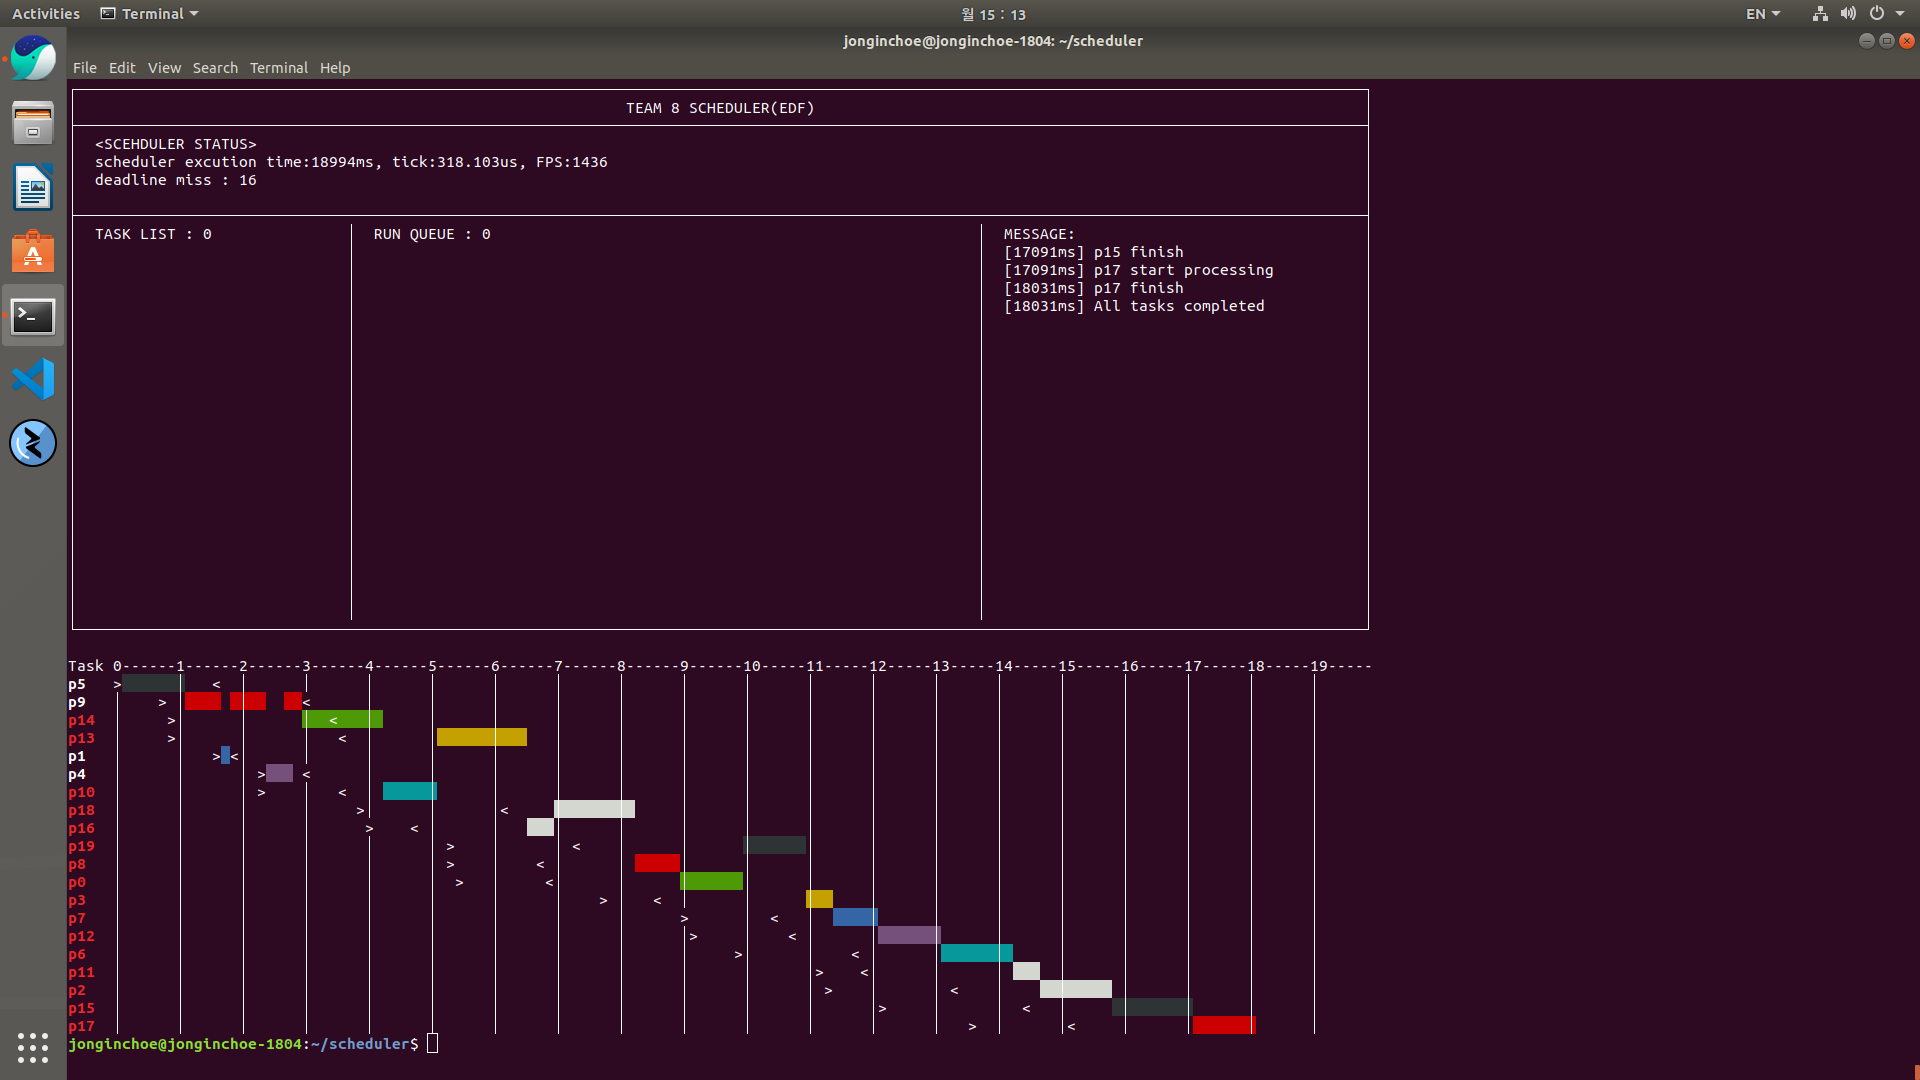 Activities Terminal 월 15 : 13 EN
jonginchoe@jonginchoe-1804: ~/scheduler
File Edit View Search Terminal Help
TEAM 8 SCHEDULER(EDF)
<SCEHDULER STATUS>
scheduler excution time:18994ms, tick:318.103us, FPS:1436
deadline miss : 16
TASK LIST : 0
RUN QUEUE : 0
MESSAGE:
[17091ms] p15 finish
[17091ms] p17 start processing
[18031ms] p17 finish
[18031ms] All tasks completed
Task 0------1------2------3------4------5------6------7------8------9------10-----11-----12-----13-----14-----15-----16-----17-----18-----19-----
p5 > <
p9 > <
p14 > <
p13 > <
p1 > <
p4 > <
p10 > <
p18 > <
p16 > <
p19 > <
p8 > <
p0 > <
p3 > <
p7 > <
p12 > <
p6 > <
p11 > <
p2 > <
p15 > <
p17 > <
jonginchoe@jonginchoe-1804:~/scheduler$